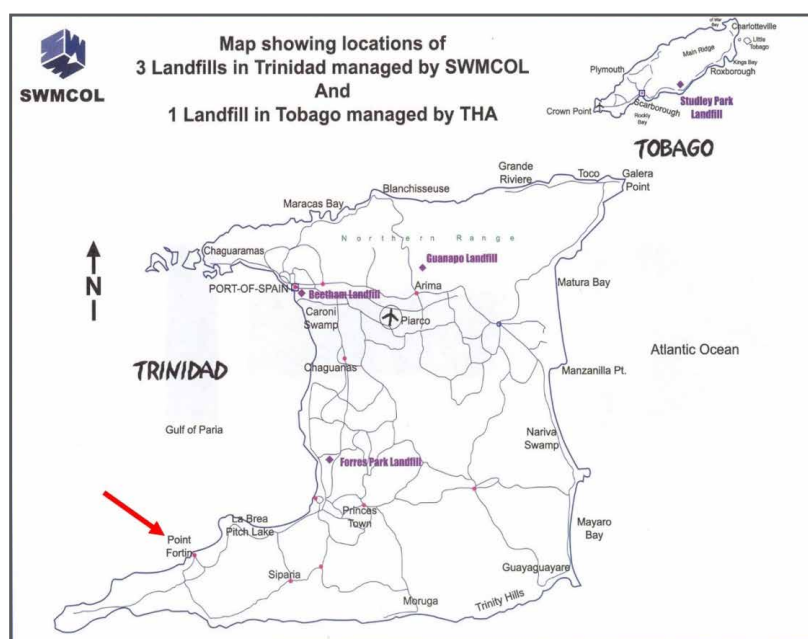 SWMCOL
Map showing locations of
3 Landfills in Trinidad managed by SWMCOL
And
1 Landfill in Tobago managed by THA
Charlotteville
Little
Tobago
Main Ridge
Kings Bay
Plymouth
Roxborough
Studley Park
Landfill
Crown Point
Scarborough
Rockly
Bay
TOBAGO
Grande
Riviere
Toco
Galera
Point
Blanchisseuse
Maracas Bay
Northern Range
Chaguaramas
Guanapo Landfill
N
PORT-OF-SPAIN
Beetham Landfill
Arima
Matura Bay
Caroni
Swamp
Piarco
Atlantic Ocean
TRINIDAD
Chaguanas
Manzanilla Pt.
Gulf of Paria
Nariva
Swamp
Forres Park Landfill
La Brea
Pitch Lake
Princes
Town
Point
Fortin
Mayaro
Bay
Siparia
Guayaguayare
Moruga
Trinity Hills